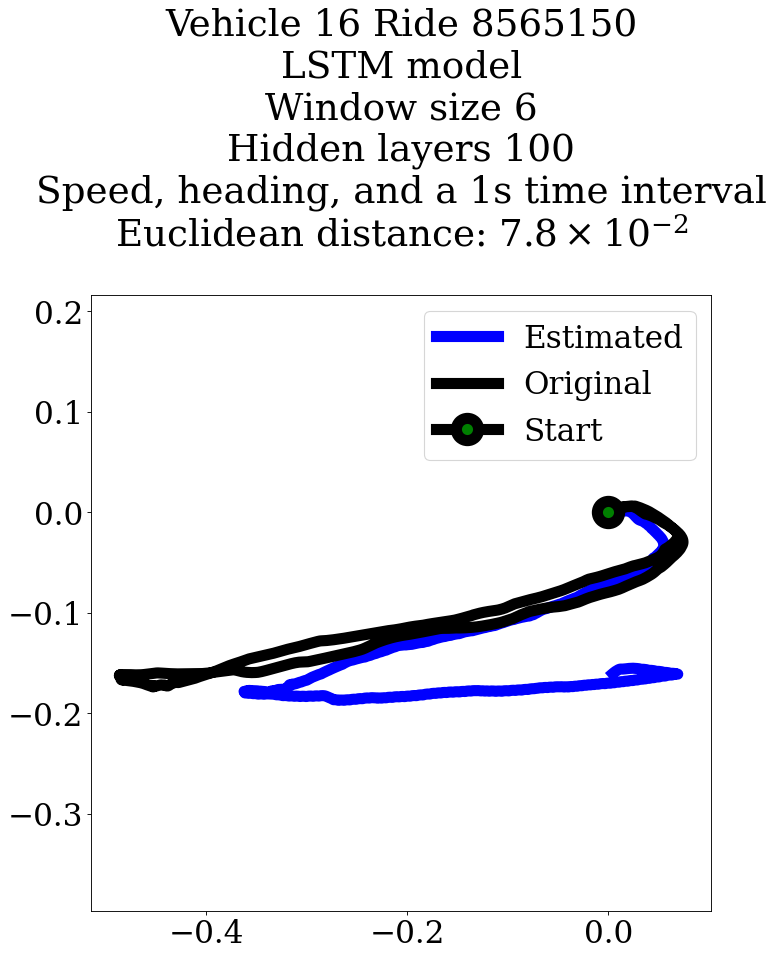 Vehicle 16 Ride 8565150
LSTM model
Window size 6
Hidden layers 100
Speed, heading, and a 1s time interval
Euclidean distance: 7.8 × 10⁻²
Estimated
Original
Start
0.2
0.1
0.0
−0.1
−0.2
−0.3
−0.4 −0.2 0.0